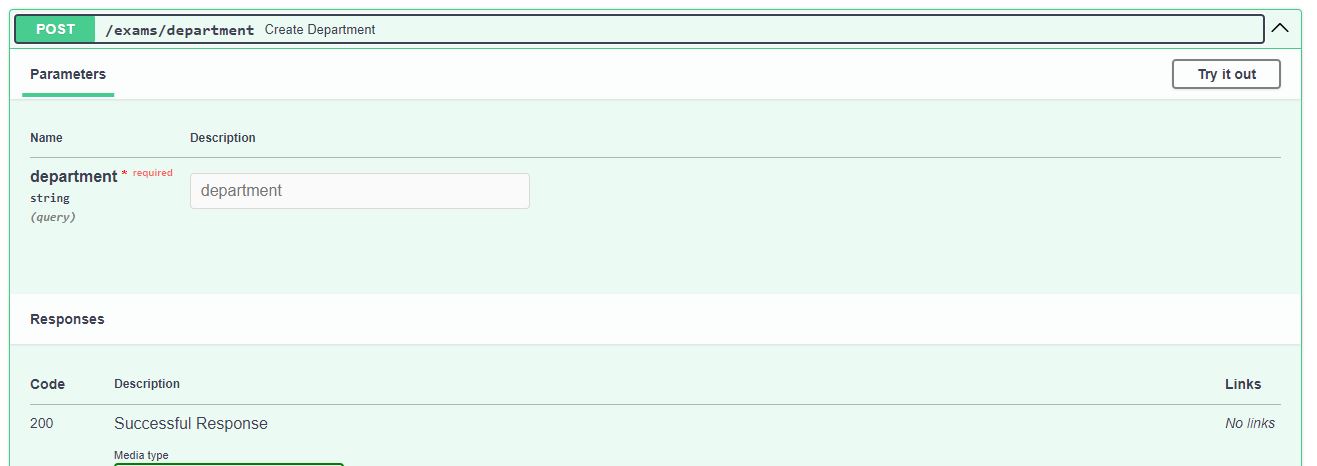 POST /exams/department Create Department
Parameters
Try it out
Name Description
department * required
string
(query)
department
Responses
Code Description Links
200 Successful Response No links
Media type